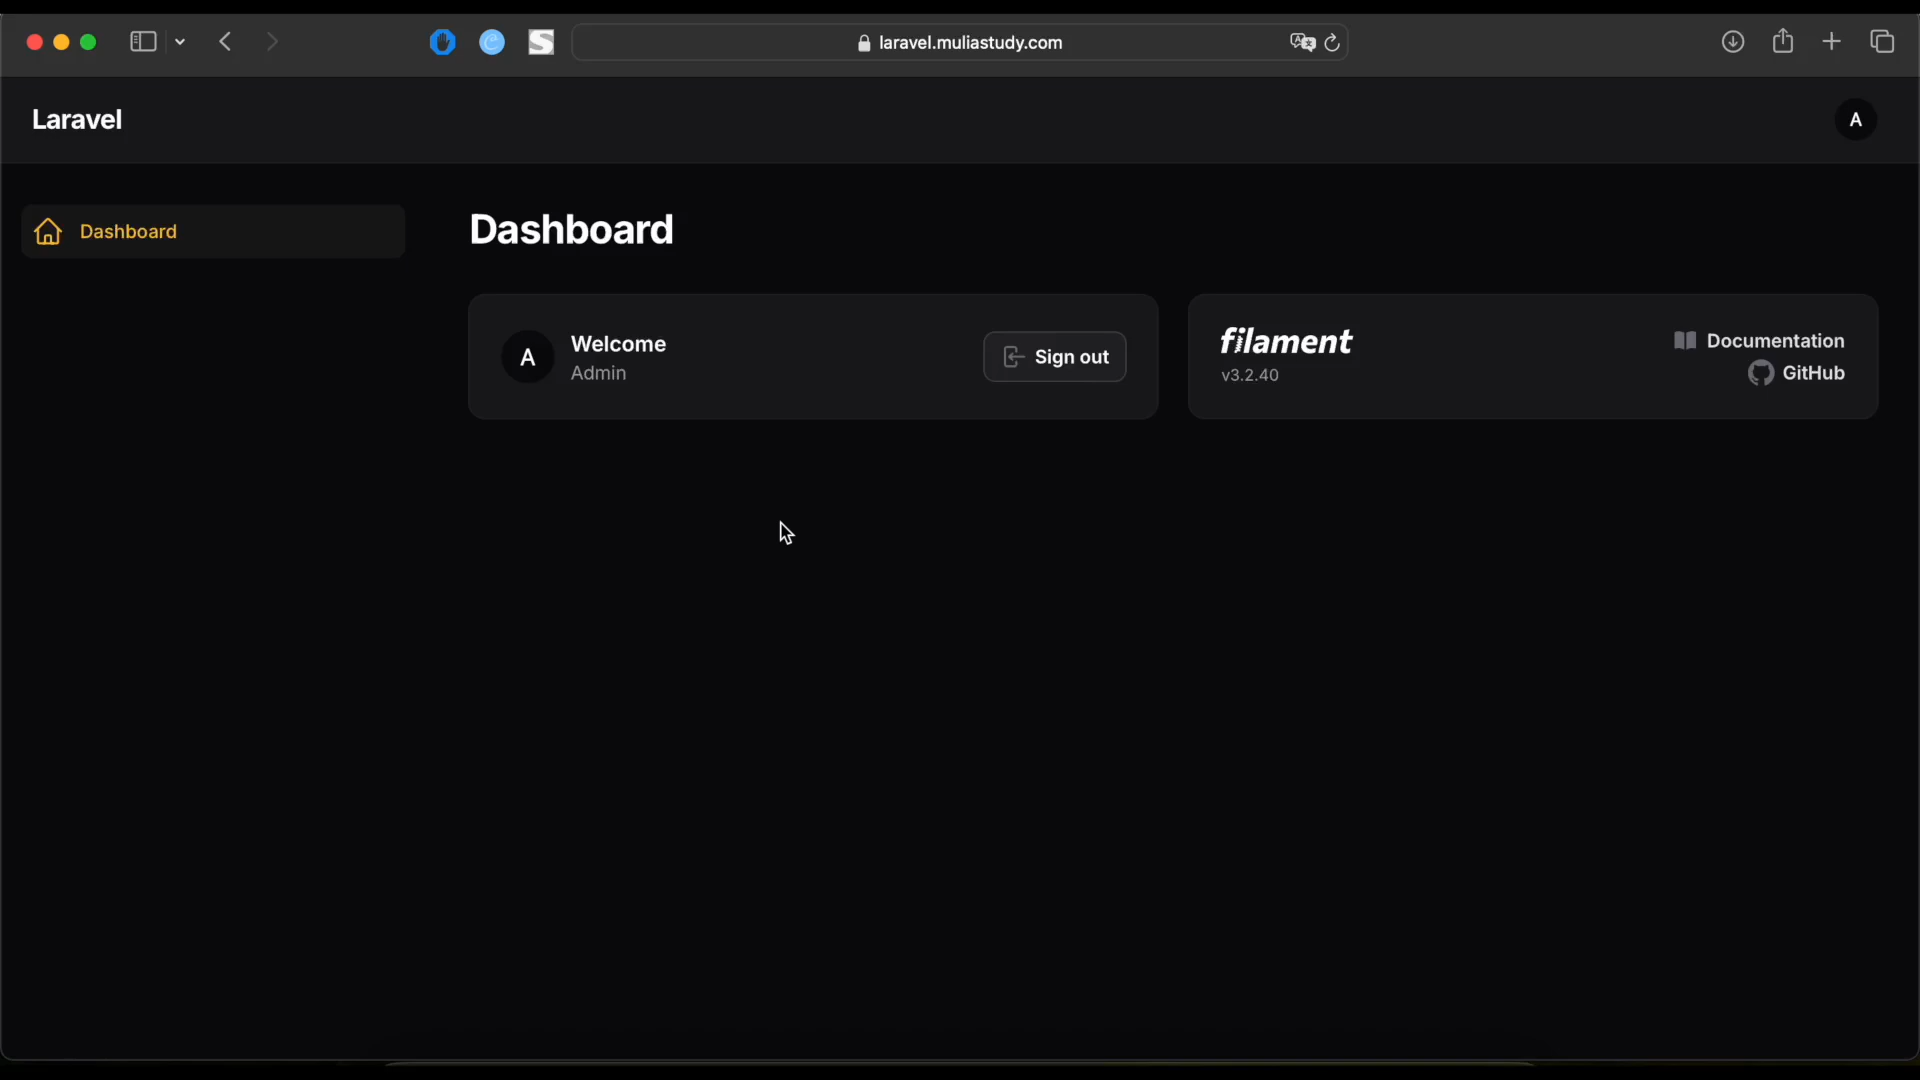 laravel.muliastudy.com
Laravel
A
Dashboard
Dashboard
A
Welcome
Admin
Sign out
filament
v3.2.40
Documentation
GitHub